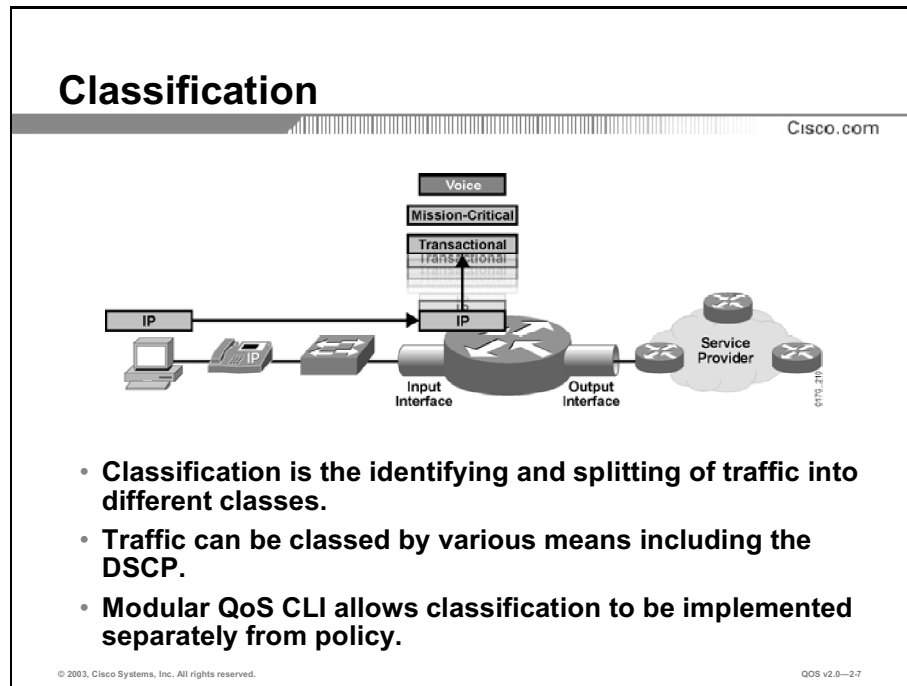 Classification
Cisco.com
Voice
Mission-Critical
Transactional
Transactional
IP
IP
IP
IP
Input
Interface
Output
Interface
Service
Provider
• Classification is the identifying and splitting of traffic into
different classes.
• Traffic can be classed by various means including the
DSCP.
• Modular QoS CLI allows classification to be implemented
separately from policy.
© 2003, Cisco Systems, Inc. All rights reserved.
QOS v2.0—2-7